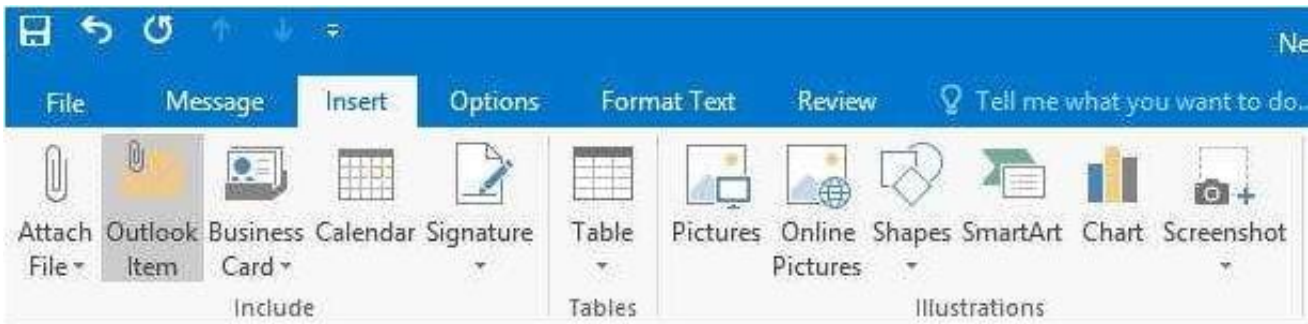 Ne
File Message Insert Options Format Text Review Tell me what you want to do..
Attach Outlook Business Calendar Signature Table Pictures Online Shapes SmartArt Chart Screenshot
File Item Card Pictures
Include Tables Illustrations